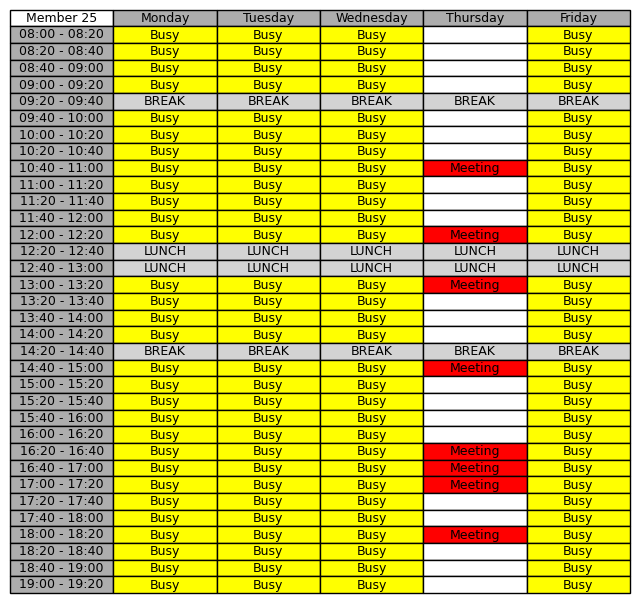 Member 25 Monday Tuesday Wednesday Thursday Friday
08:00 - 08:20 Busy Busy Busy Busy
08:20 - 08:40 Busy Busy Busy Busy
08:40 - 09:00 Busy Busy Busy Busy
09:00 - 09:20 Busy Busy Busy Busy
09:20 - 09:40 BREAK BREAK BREAK BREAK BREAK
09:40 - 10:00 Busy Busy Busy Busy
10:00 - 10:20 Busy Busy Busy Busy
10:20 - 10:40 Busy Busy Busy Busy
10:40 - 11:00 Busy Busy Busy Meeting Busy
11:00 - 11:20 Busy Busy Busy Busy
11:20 - 11:40 Busy Busy Busy Busy
11:40 - 12:00 Busy Busy Busy Busy
12:00 - 12:20 Busy Busy Busy Meeting Busy
12:20 - 12:40 LUNCH LUNCH LUNCH LUNCH LUNCH
12:40 - 13:00 LUNCH LUNCH LUNCH LUNCH LUNCH
13:00 - 13:20 Busy Busy Busy Meeting Busy
13:20 - 13:40 Busy Busy Busy Busy
13:40 - 14:00 Busy Busy Busy Busy
14:00 - 14:20 Busy Busy Busy Busy
14:20 - 14:40 BREAK BREAK BREAK BREAK BREAK
14:40 - 15:00 Busy Busy Busy Meeting Busy
15:00 - 15:20 Busy Busy Busy Busy
15:20 - 15:40 Busy Busy Busy Busy
15:40 - 16:00 Busy Busy Busy Busy
16:00 - 16:20 Busy Busy Busy Busy
16:20 - 16:40 Busy Busy Busy Meeting Busy
16:40 - 17:00 Busy Busy Busy Meeting Busy
17:00 - 17:20 Busy Busy Busy Meeting Busy
17:20 - 17:40 Busy Busy Busy Busy
17:40 - 18:00 Busy Busy Busy Busy
18:00 - 18:20 Busy Busy Busy Meeting Busy
18:20 - 18:40 Busy Busy Busy Busy
18:40 - 19:00 Busy Busy Busy Busy
19:00 - 19:20 Busy Busy Busy Busy